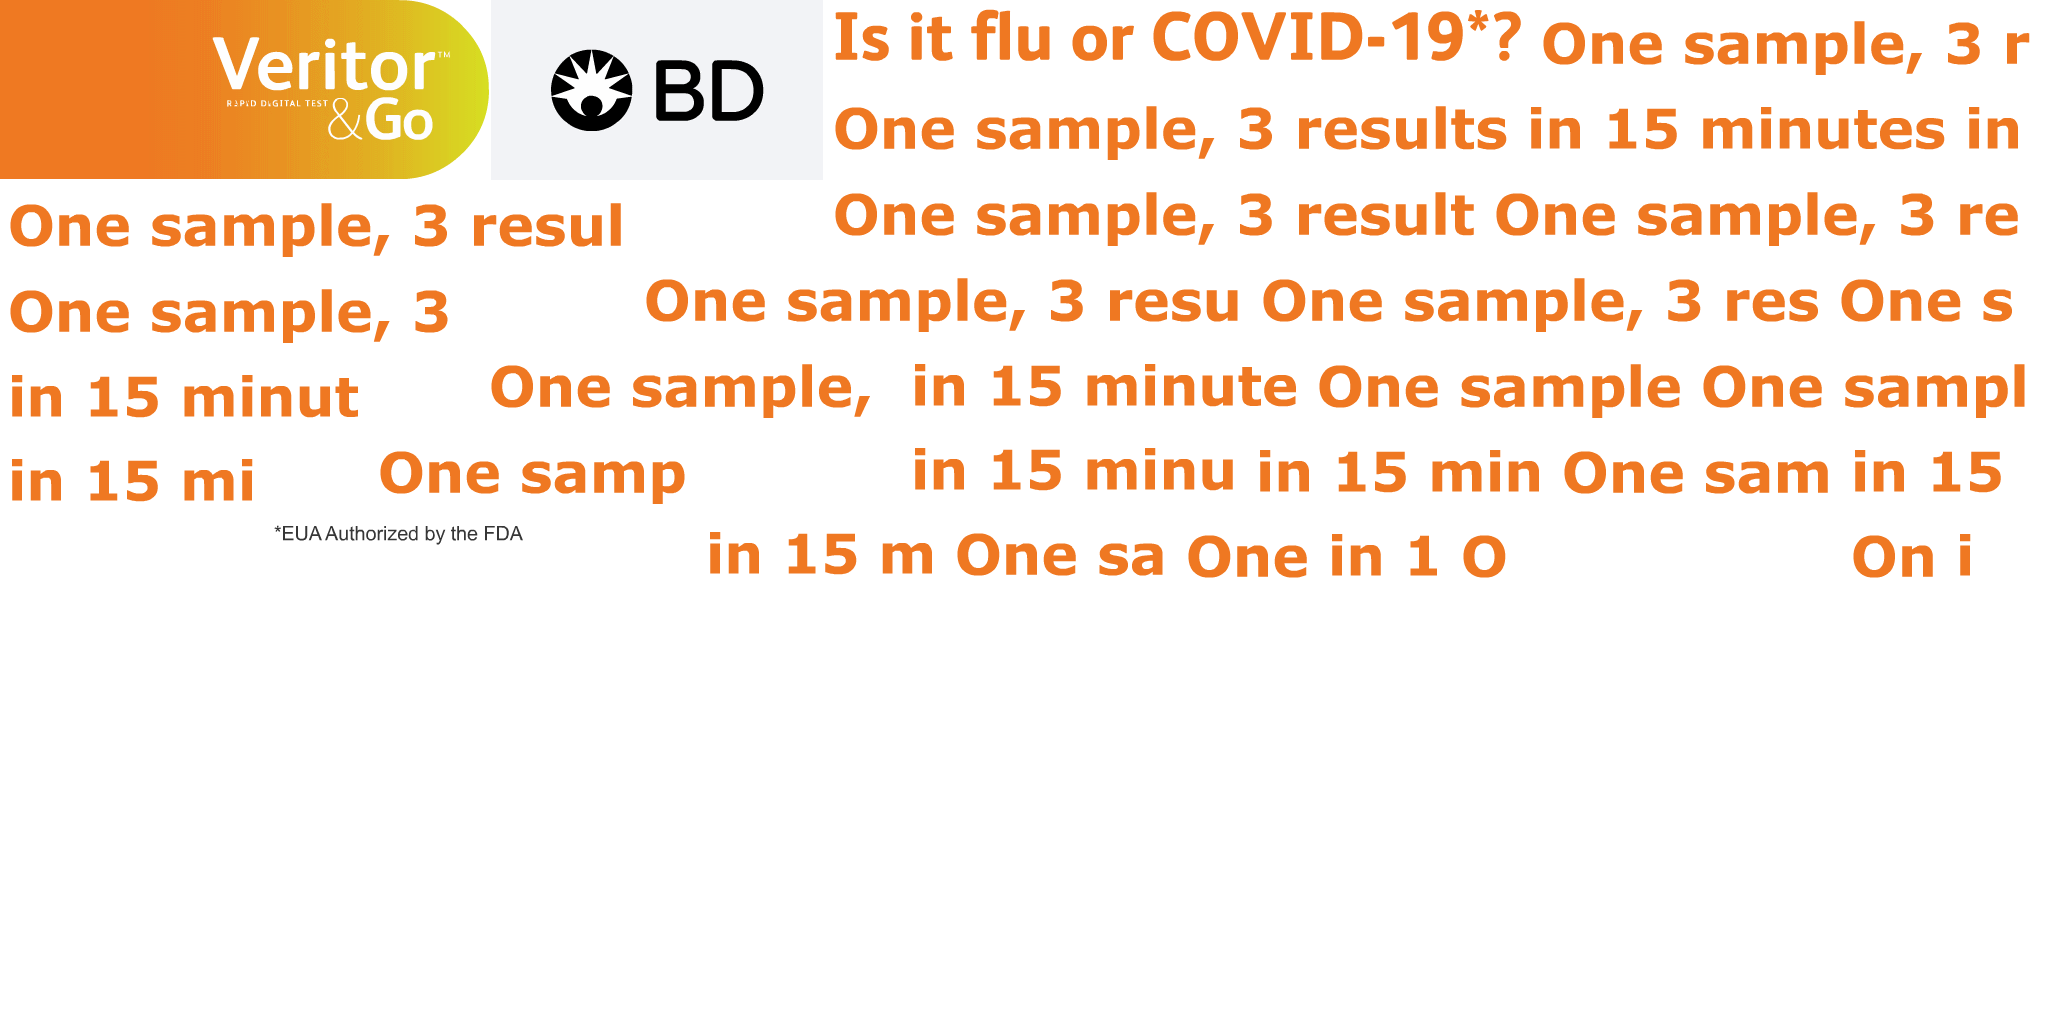 Veritor™
RAPID DIGITAL TEST
&Go
BD
Is it flu or COVID-19*? One sample, 3 r
One sample, 3 results in 15 minutes in
One sample, 3 resul
One sample, 3 result One sample, 3 re
One sample, 3
One sample, 3 resu One sample, 3 res One s
in 15 minut
One sample, in 15 minute One sample One sampl
in 15 mi
One samp
in 15 minu in 15 min One sam in 15
*EUA Authorized by the FDA
in 15 m One sa One in 1 O
On i